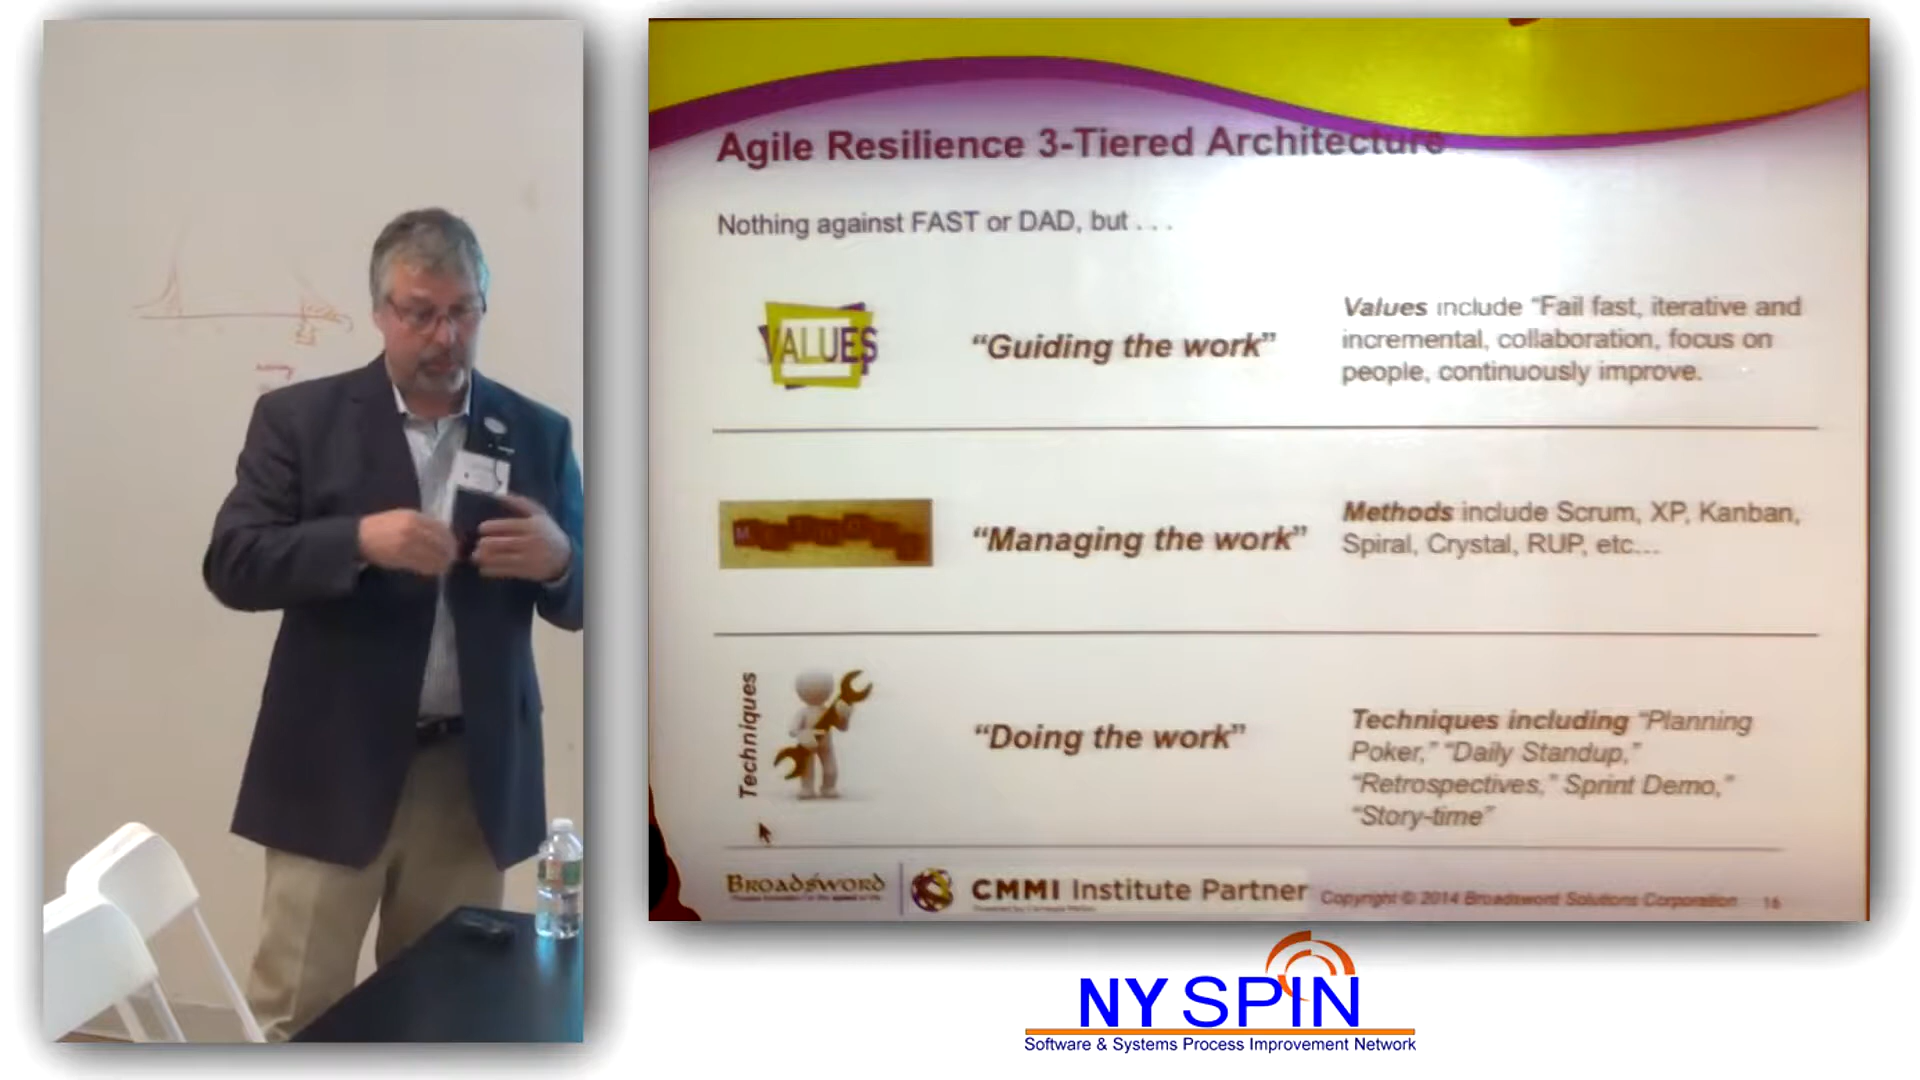 Agile Resilience 3-Tiered Architecture
Nothing against FAST or DAD, but . . .
VALUES
“Guiding the work”
Values include “Fail fast, iterative and
incremental, collaboration, focus on
people, continuously improve.
“Managing the work”
Methods include Scrum, XP, Kanban,
Spiral, Crystal, RUP, etc...
Techniques
“Doing the work”
Techniques including “Planning
Poker,” “Daily Standup,”
“Retrospectives,” Sprint Demo,”
“Story-time”
BROADSWORD
CMMI Institute Partner
Copyright © 2014 Broadsword Solutions Corporation
16
NY SPIN
Software & Systems Process Improvement Network